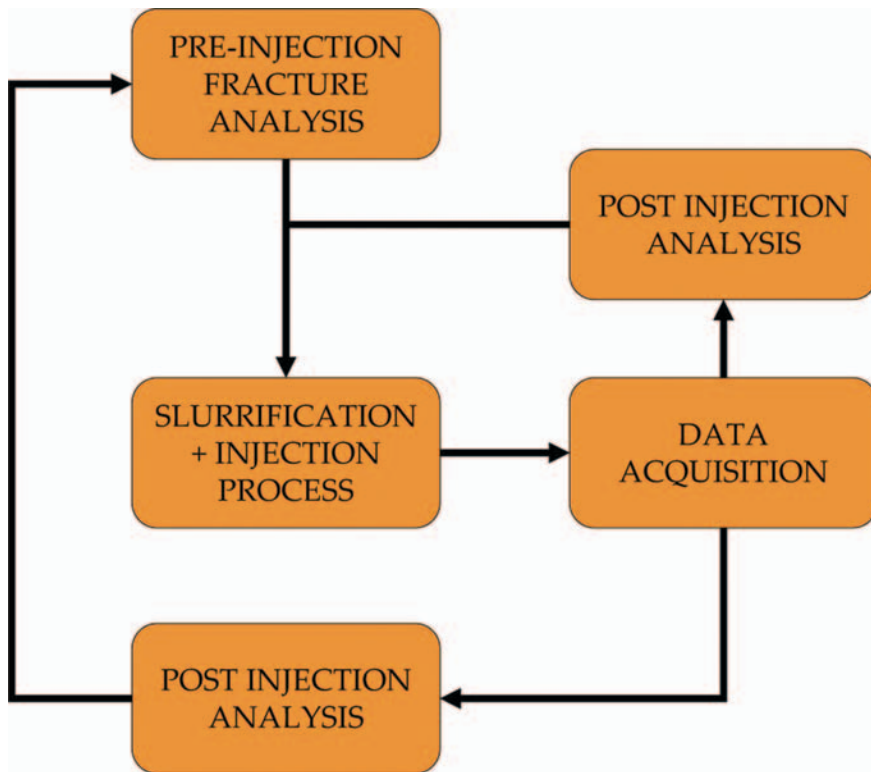 PRE-INJECTION
FRACTURE
ANALYSIS
POST INJECTION
ANALYSIS
SLURRIFICATION
+ INJECTION
PROCESS
DATA
ACQUISITION
POST INJECTION
ANALYSIS